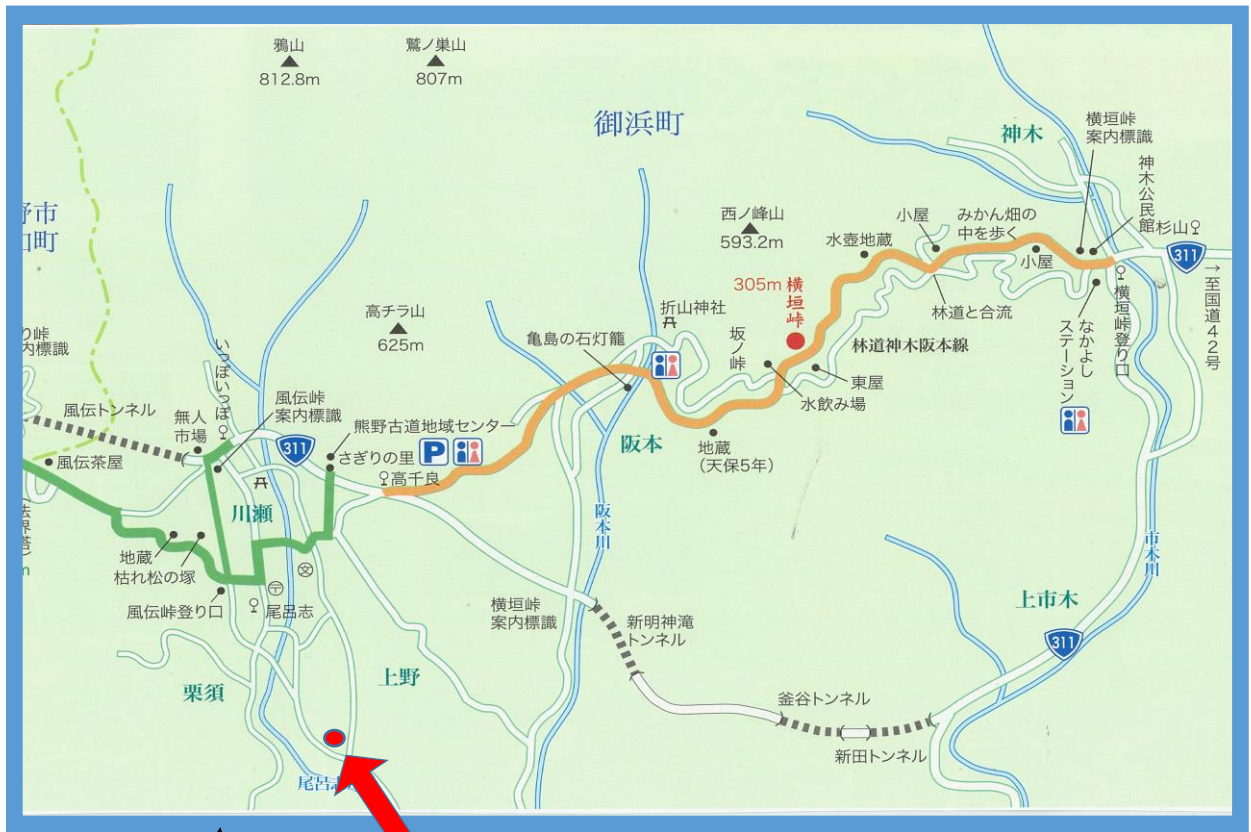 鴉山
812.8m
鷲ノ巣山
807m
御浜町
神木
横垣峠
案内標識
神木公民館
杉山
311
→至国道42号
西ノ峰山
593.2m
小屋
みかん畑の
中を歩く
小屋
水壺地蔵
305m 横垣峠
林道と合流
なかよし
ステーション
横垣峠登り口
高チラ山
625m
折山神社
亀島の石灯籠
坂ノ峠
林道神木阪本線
東屋
水飲み場
地蔵
(天保5年)
阪本
阪本川
いっぽいっぽ
風伝峠
案内標識
案内標識
風伝トンネル
無人
市場
311
熊野古道地域センター
さぎりの里
P
高千良
風伝茶屋
川瀬
地蔵
枯れ松の塚
風伝峠登り口
文
尾呂志
横垣峠
案内標識
新明神滝
トンネル
市木川
上市木
311
栗須
上野
釜谷トンネル
新田トンネル
尾呂志